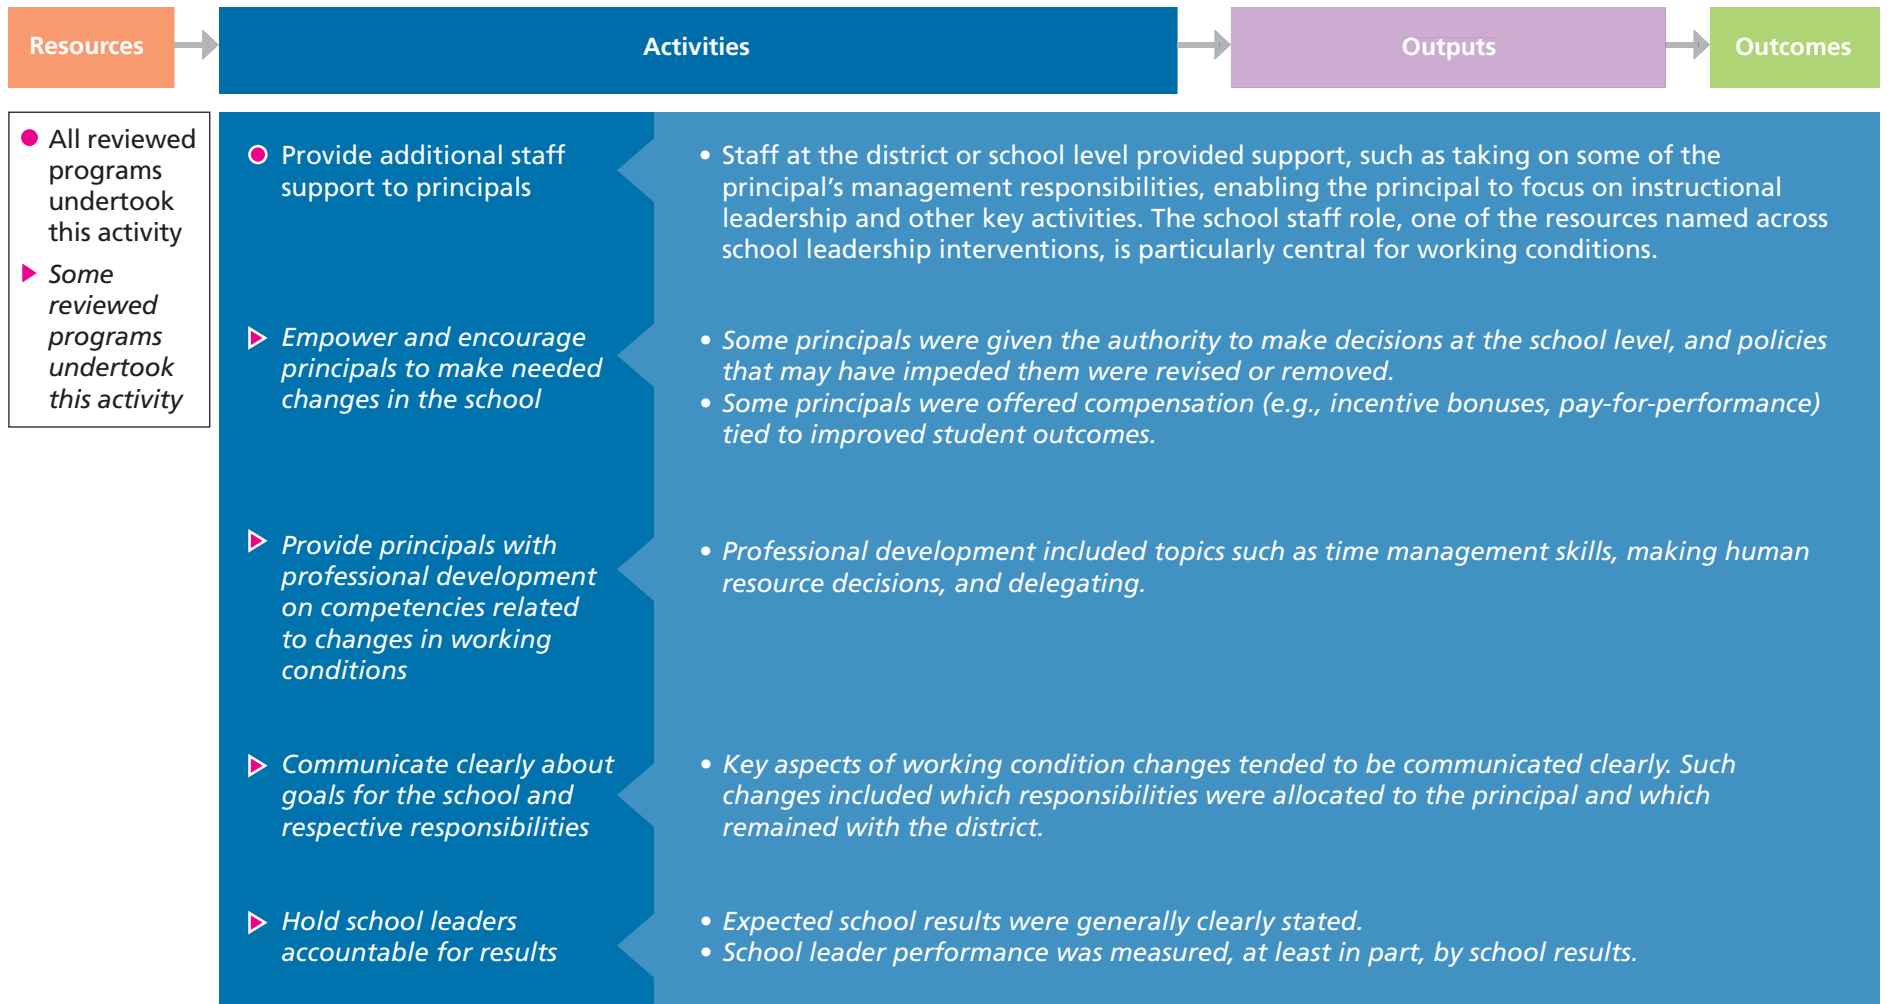 Resources
Activities
Outputs
Outcomes
All reviewed
programs
undertook
this activity
Some
reviewed
programs
undertook
this activity
Provide additional staff
support to principals
• Staff at the district or school level provided support, such as taking on some of the
principal’s management responsibilities, enabling the principal to focus on instructional
leadership and other key activities. The school staff role, one of the resources named across
school leadership interventions, is particularly central for working conditions.
Empower and encourage
principals to make needed
changes in the school
• Some principals were given the authority to make decisions at the school level, and policies
that may have impeded them were revised or removed.
• Some principals were offered compensation (e.g., incentive bonuses, pay-for-performance)
tied to improved student outcomes.
Provide principals with
professional development
on competencies related
to changes in working
conditions
• Professional development included topics such as time management skills, making human
resource decisions, and delegating.
Communicate clearly about
goals for the school and
respective responsibilities
• Key aspects of working condition changes tended to be communicated clearly. Such
changes included which responsibilities were allocated to the principal and which
remained with the district.
Hold school leaders
accountable for results
• Expected school results were generally clearly stated.
• School leader performance was measured, at least in part, by school results.